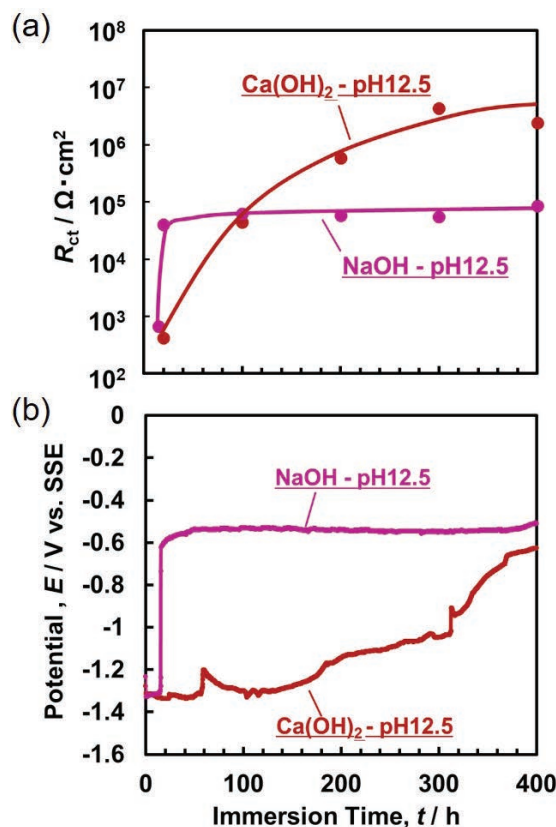 (a)
10⁸
10⁷
10⁶
10⁵
10⁴
10³
10²
R_ct / Ω·cm²
Ca(OH)₂ - pH12.5
NaOH - pH12.5
(b)
0
-0.2
-0.4
-0.6
-0.8
-1
-1.2
-1.4
-1.6
Potential , E / V vs. SSE
NaOH - pH12.5
Ca(OH)₂ - pH12.5
0 100 200 300 400
Immersion Time, t / h